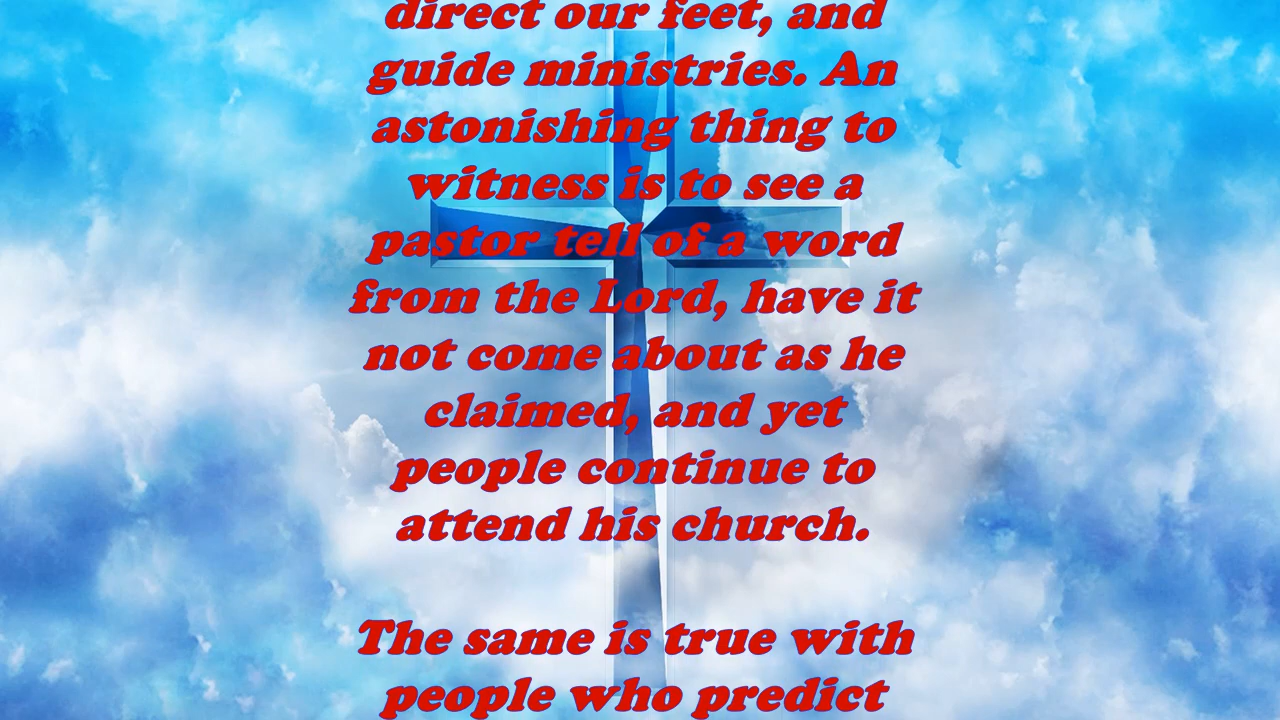 direct our feet, and
guide ministries. An
astonishing thing to
witness is to see a
pastor tell of a word
from the Lord, have it
not come about as he
claimed, and yet
people continue to
attend his church.
The same is true with
people who predict